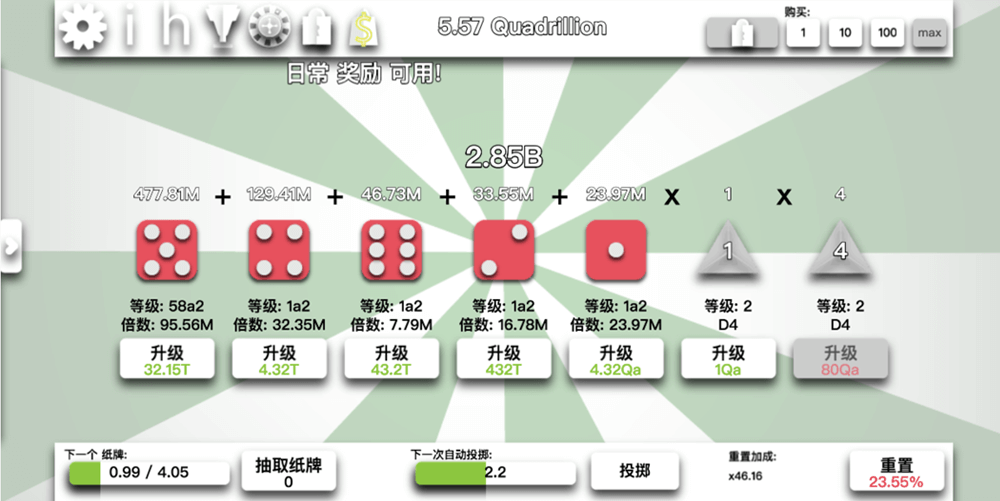 i h $ 5.57 Quadrillion 购买:
1 10 100 max
日常 奖励 可用!
2.85B
477.81M + 129.41M + 46.73M + 33.55M + 23.97M x 1 x 4
1 4
等级: 58a2 等级: 1a2 等级: 1a2 等级: 1a2 等级: 1a2 等级: 2 等级: 2
倍数: 95.56M 倍数: 32.35M 倍数: 7.79M 倍数: 16.78M 倍数: 23.97M D4 D4
升级 升级 升级 升级 升级 升级 升级
32.15T 4.32T 43.2T 432T 4.32Qa 1Qa 80Qa
下一个 纸牌: 下一次自动投掷: 重置加成:
0.99 / 4.05 抽取纸牌 2.2 投掷 x46.16 重置
0 23.55%